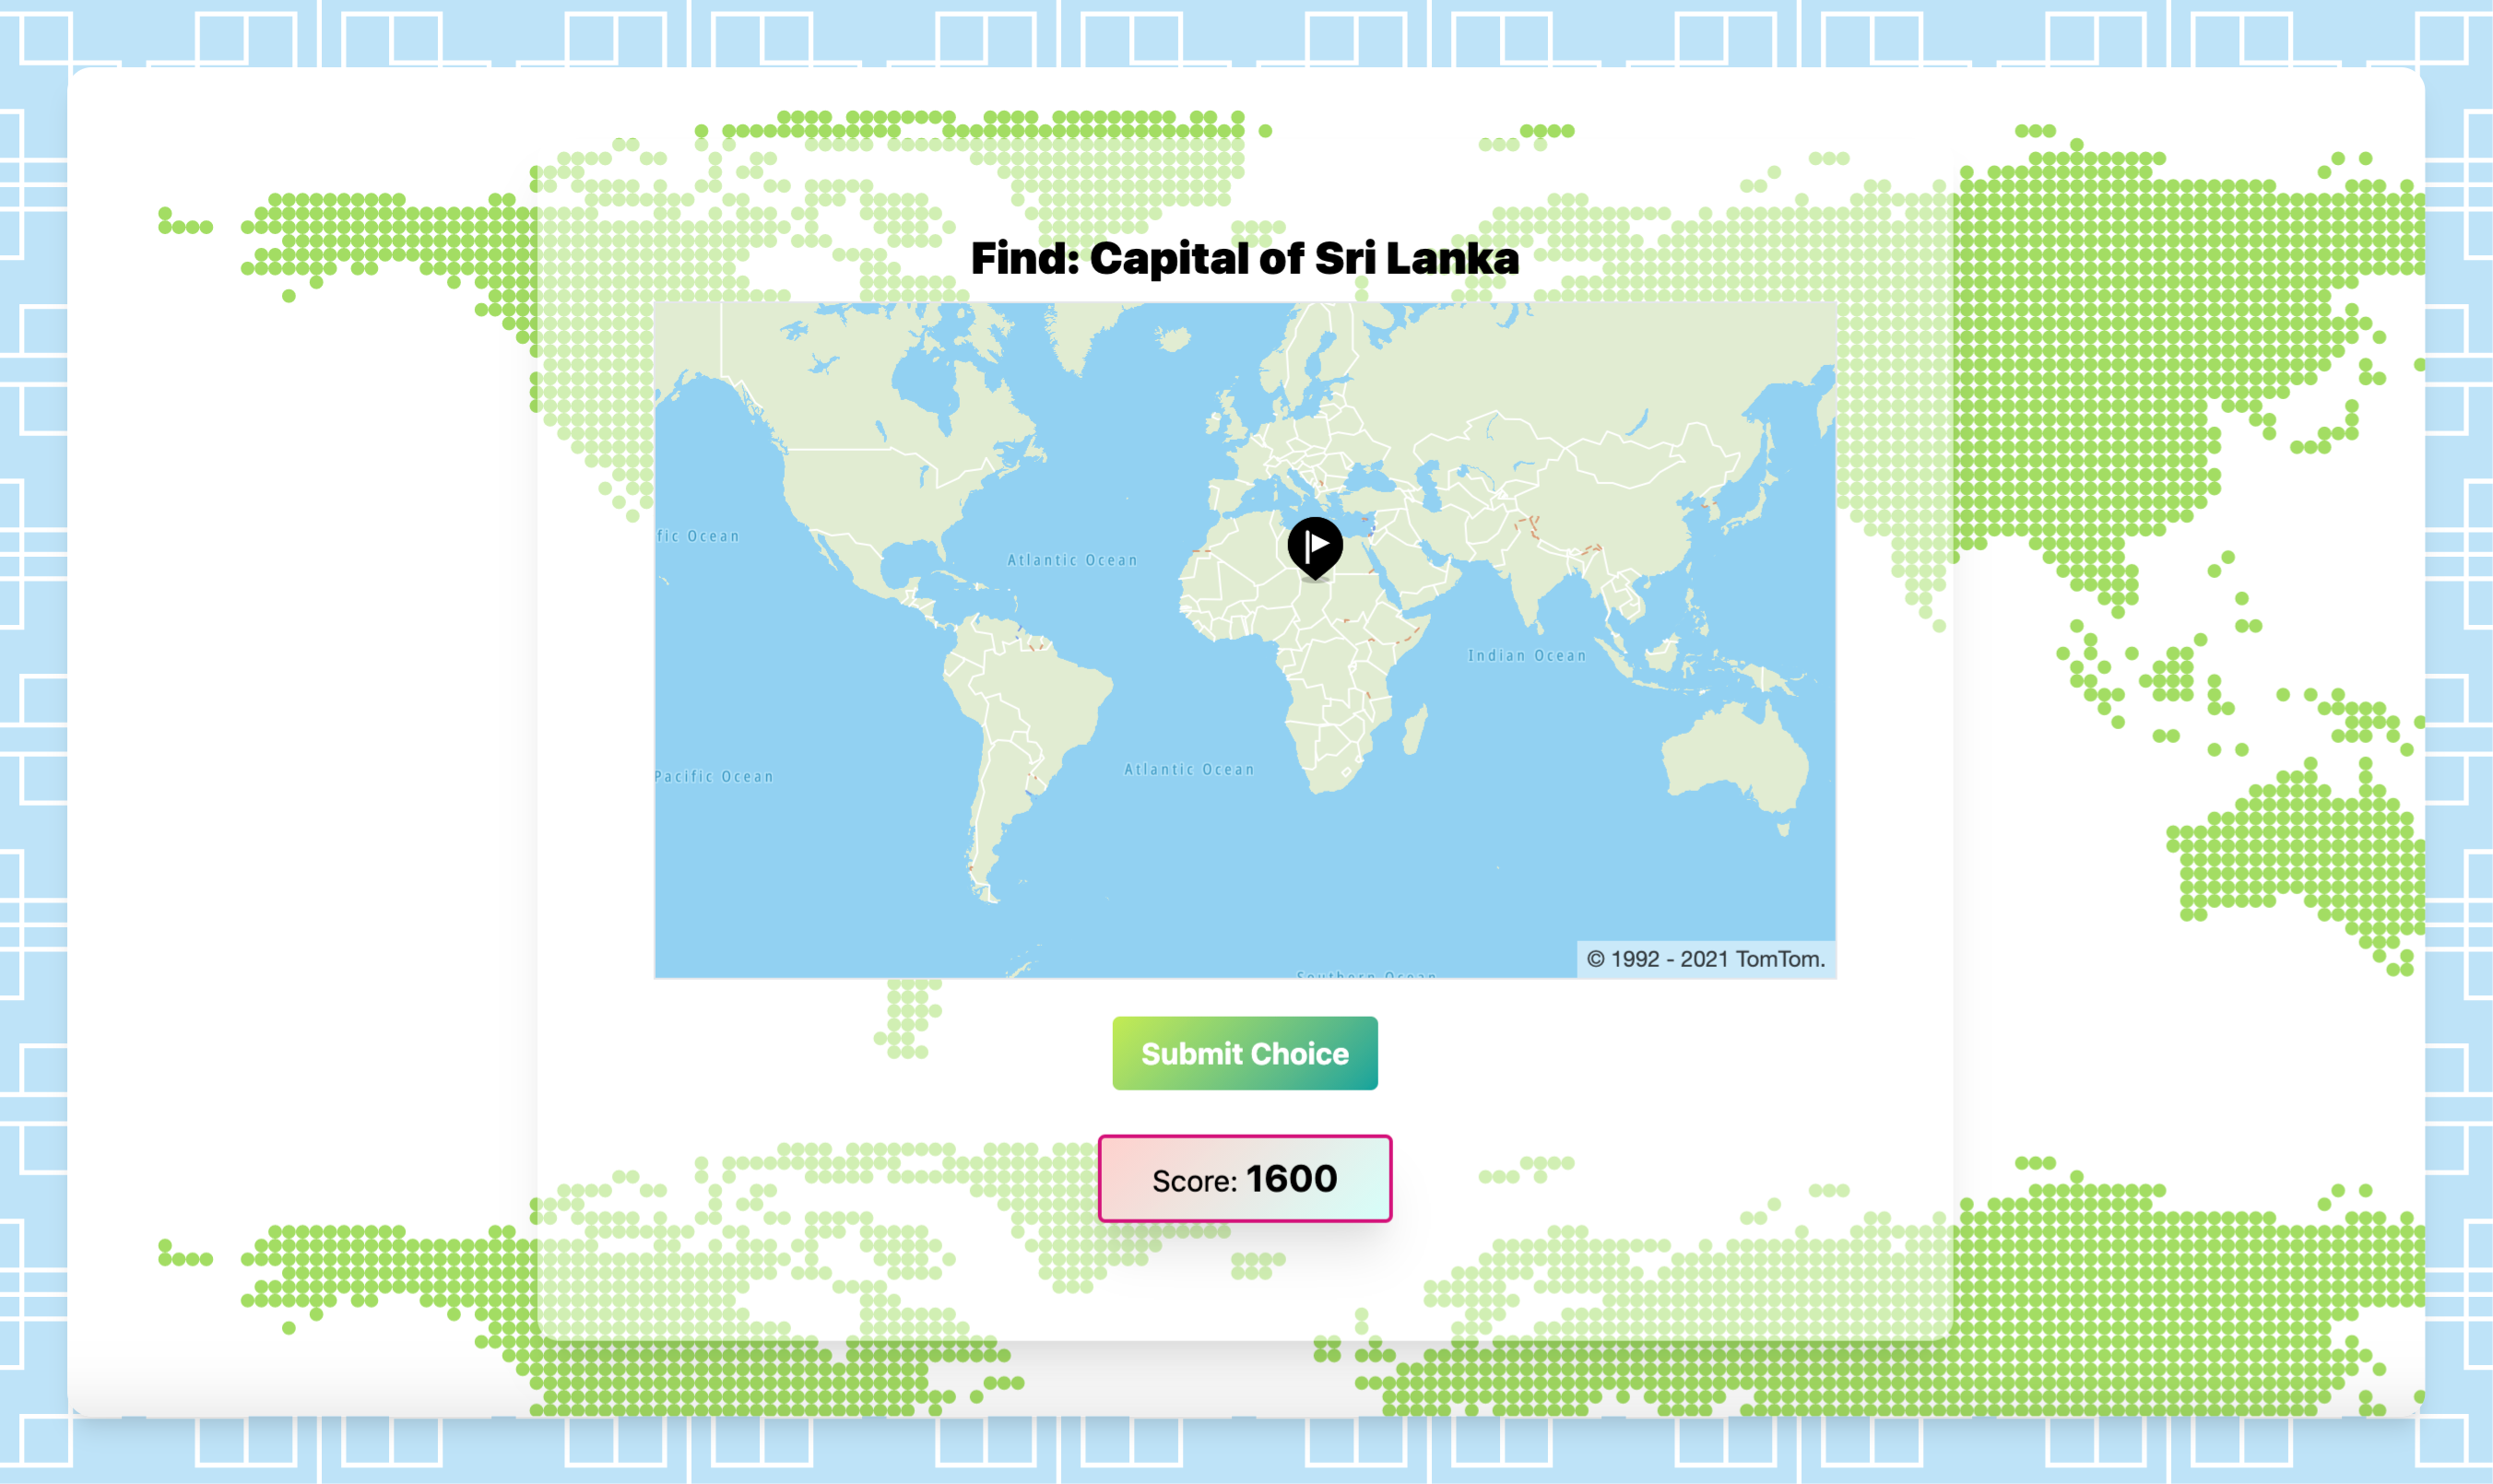 Find: Capital of Sri Lanka
fic Ocean
Atlantic Ocean
Indian Ocean
Pacific Ocean
Atlantic Ocean
Southern Ocean
© 1992 - 2021 TomTom.
Submit Choice
Score: 1600